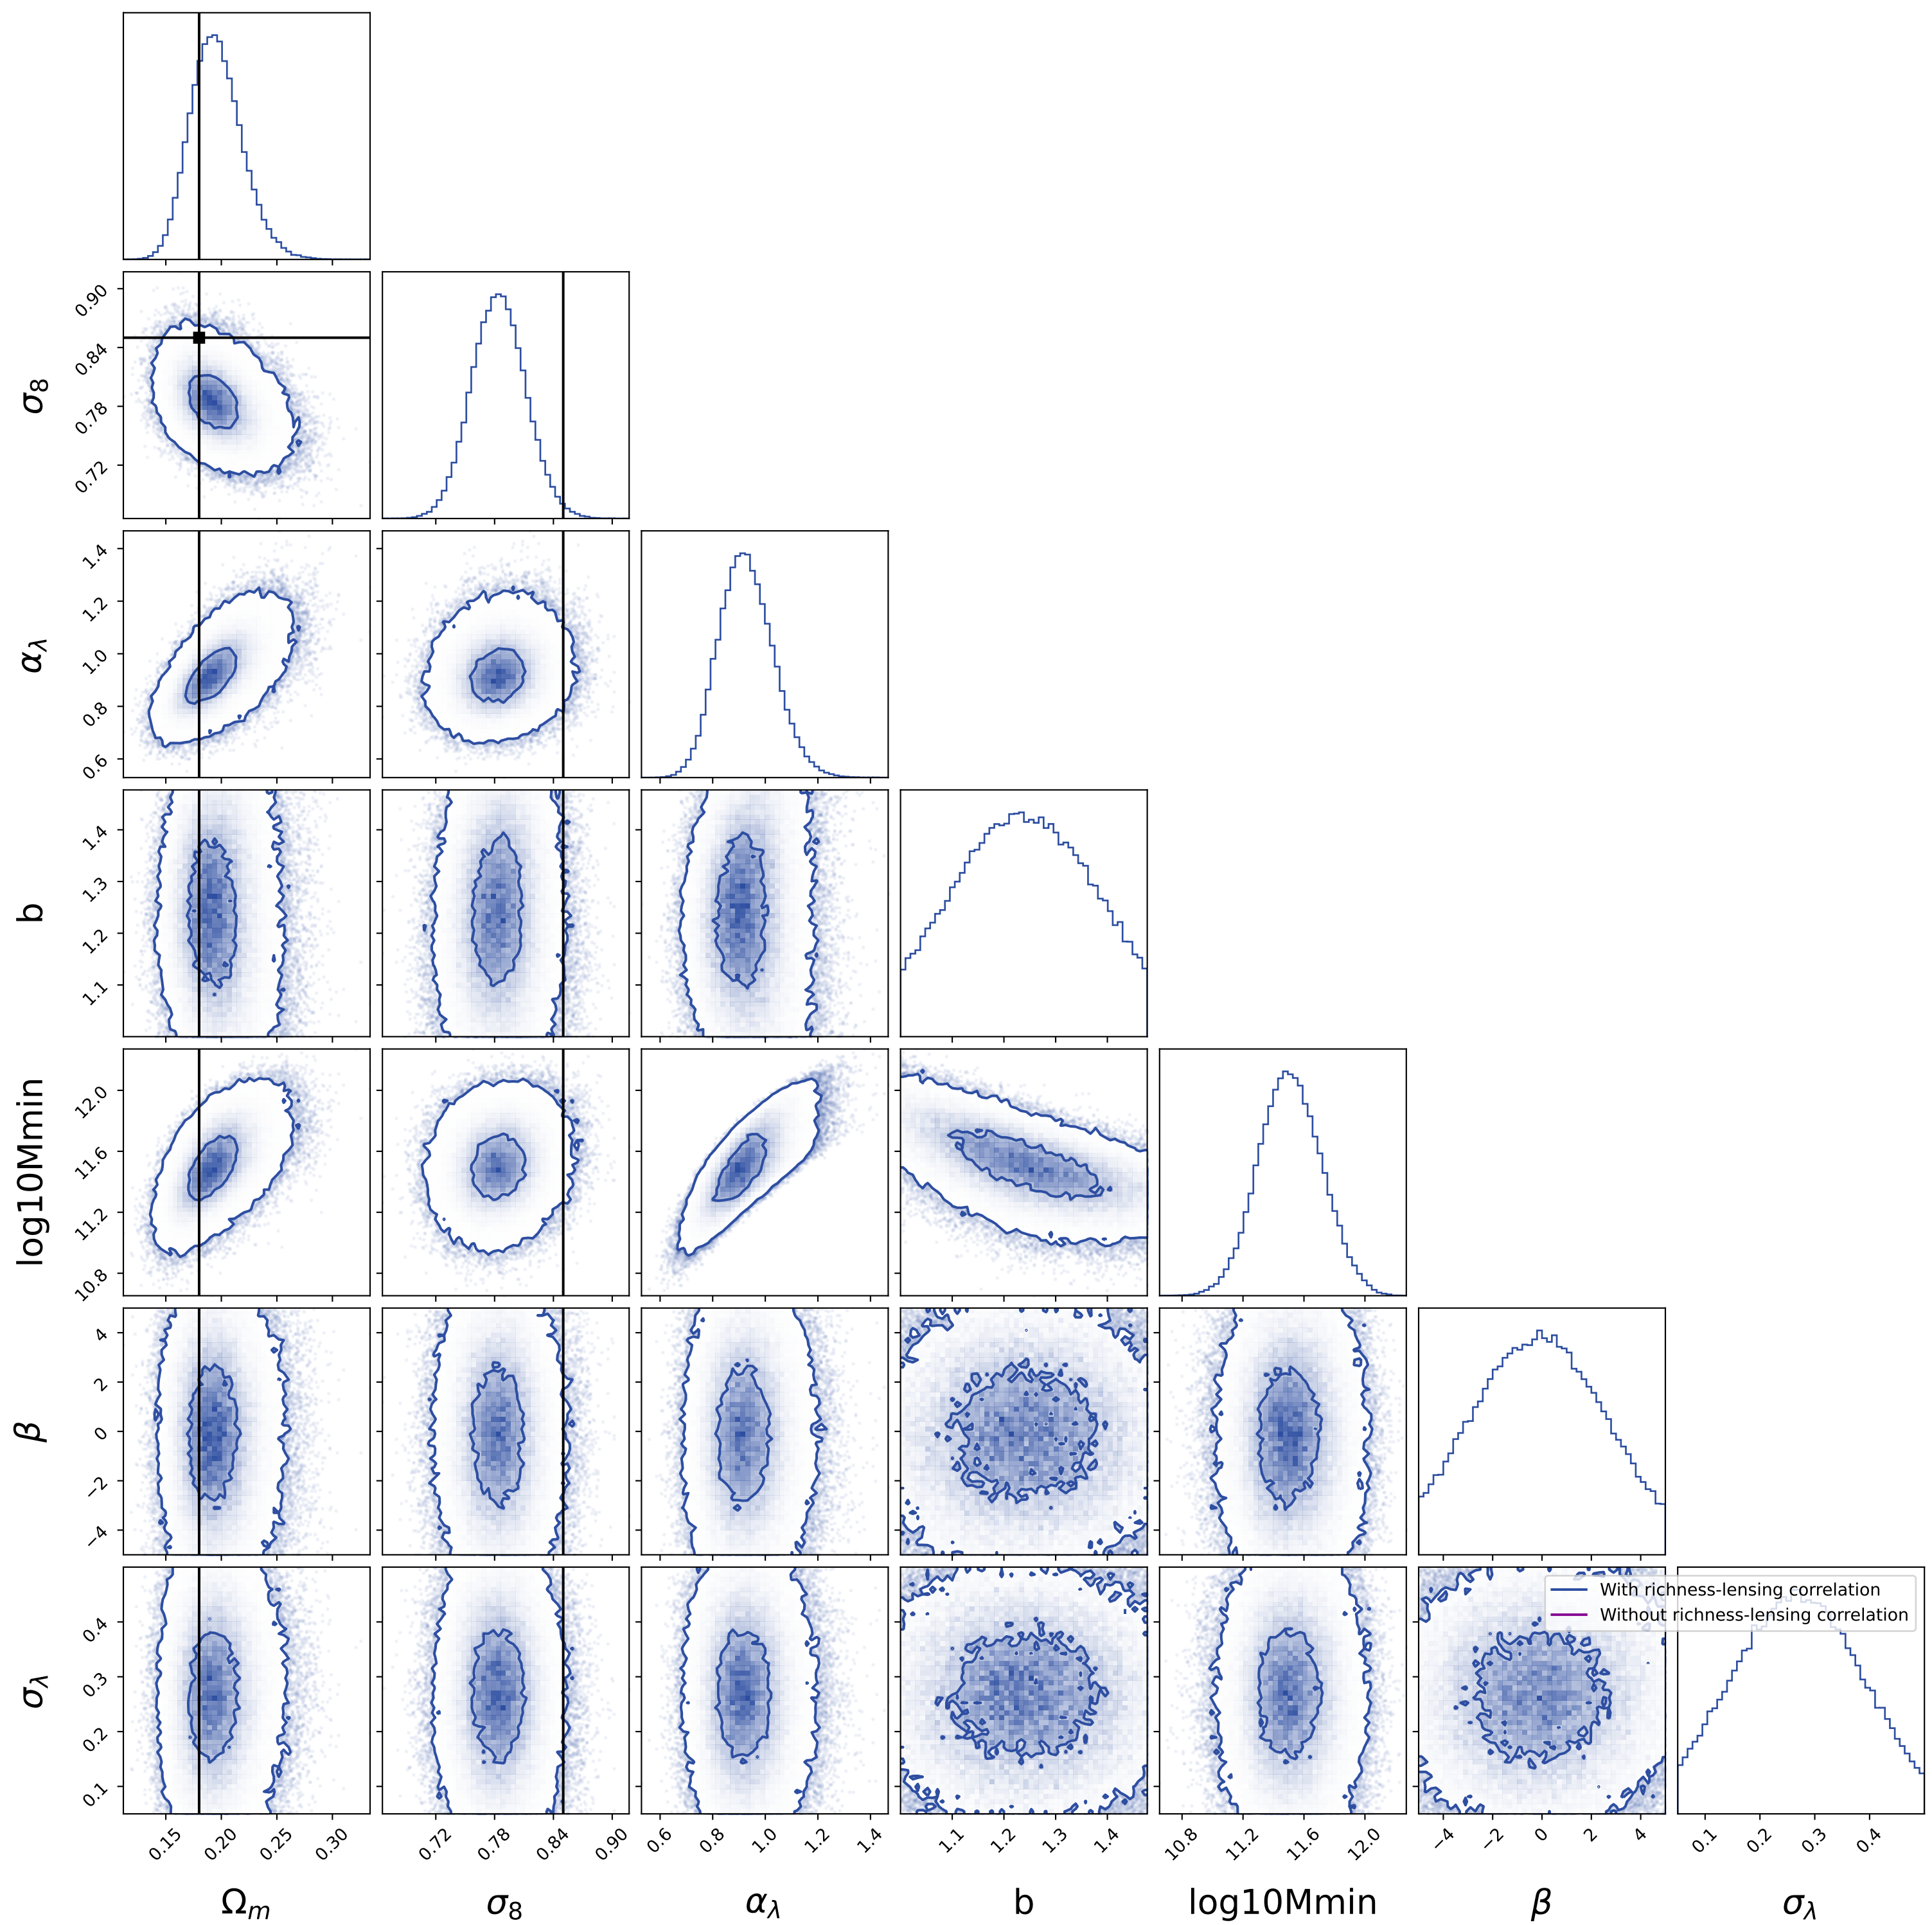 0.90
0.84
0.78
0.72
σ8
1.4
1.2
1.0
0.8
0.6
αλ
1.4
1.3
1.2
1.1
b
12.0
11.6
11.2
10.8
log10Mmin
4
2
0
−2
−4
β
With richness-lensing correlation
Without richness-lensing correlation
0.4
0.3
0.2
0.1
σλ
0.15 0.20 0.25 0.30 0.72 0.78 0.84 0.90 0.6 0.8 1.0 1.2 1.4 1.1 1.2 1.3 1.4 10.8 11.2 11.6 12.0 −4 −2 0 2 4 0.1 0.2 0.3 0.4
Ωm σ8 αλ b log10Mmin β σλ